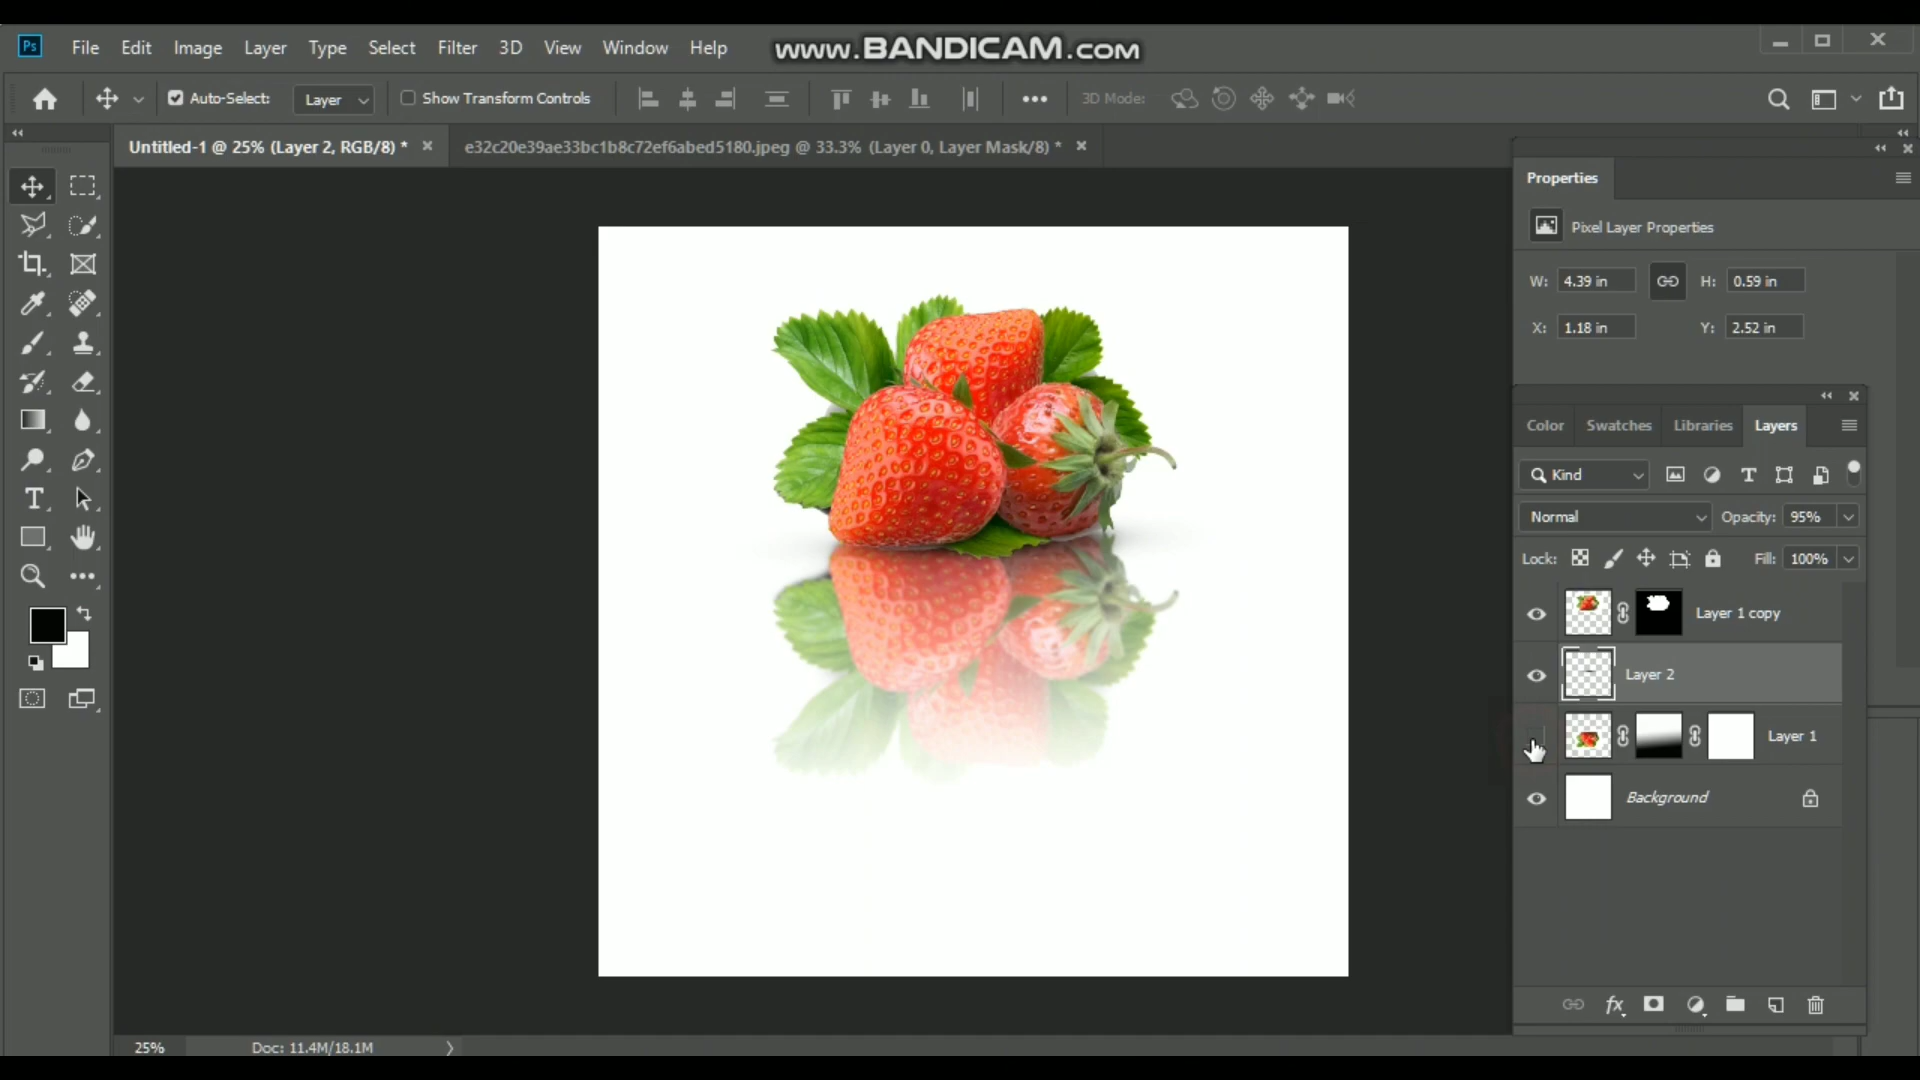 Ps File Edit Image Layer Type Select Filter 3D View Window Help www.BANDICAM.com
Auto-Select: Layer Show Transform Controls 3D Mode:
Untitled-1 @ 25% (Layer 2, RGB/8) * e32c20e39ae33bc1b8c72ef6abed5180.jpeg @ 33.3% (Layer 0, Layer Mask/8) *
Properties
Pixel Layer Properties
W: 4.39 in H: 0.59 in
X: 1.18 in Y: 2.52 in
Color Swatches Libraries Layers
Kind
Normal Opacity: 95%
Lock: Fill: 100%
Layer 1 copy
Layer 2
Layer 1
Background
25% Doc: 11.4M/18.1M